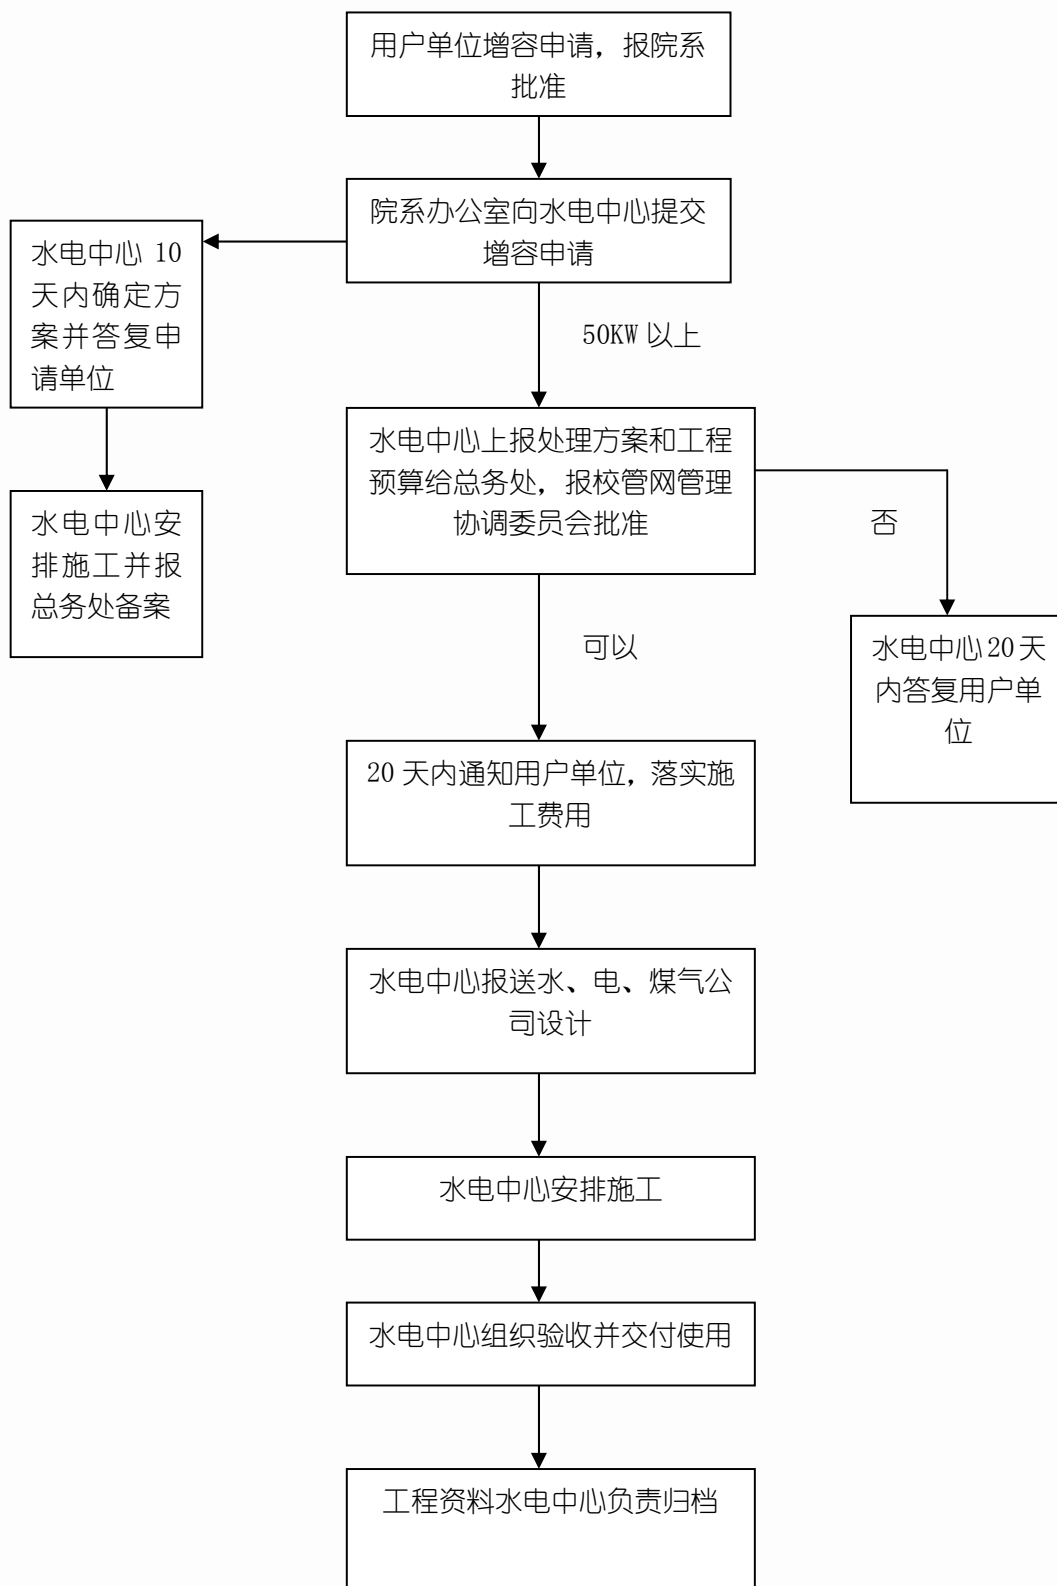 用户单位增容申请，报院系
批准
院系办公室向水电中心提交
增容申请
水电中心 10
天内确定方
案并答复申
请单位
50KW 以上
水电中心上报处理方案和工程
预算给总务处，报校管网管理
协调委员会批准
水电中心安
排施工并报
总务处备案
否
可以
水电中心 20 天
内答复用户单
位
20 天内通知用户单位，落实施
工费用
水电中心报送水、电、煤气公
司设计
水电中心安排施工
水电中心组织验收并交付使用
工程资料水电中心负责归档